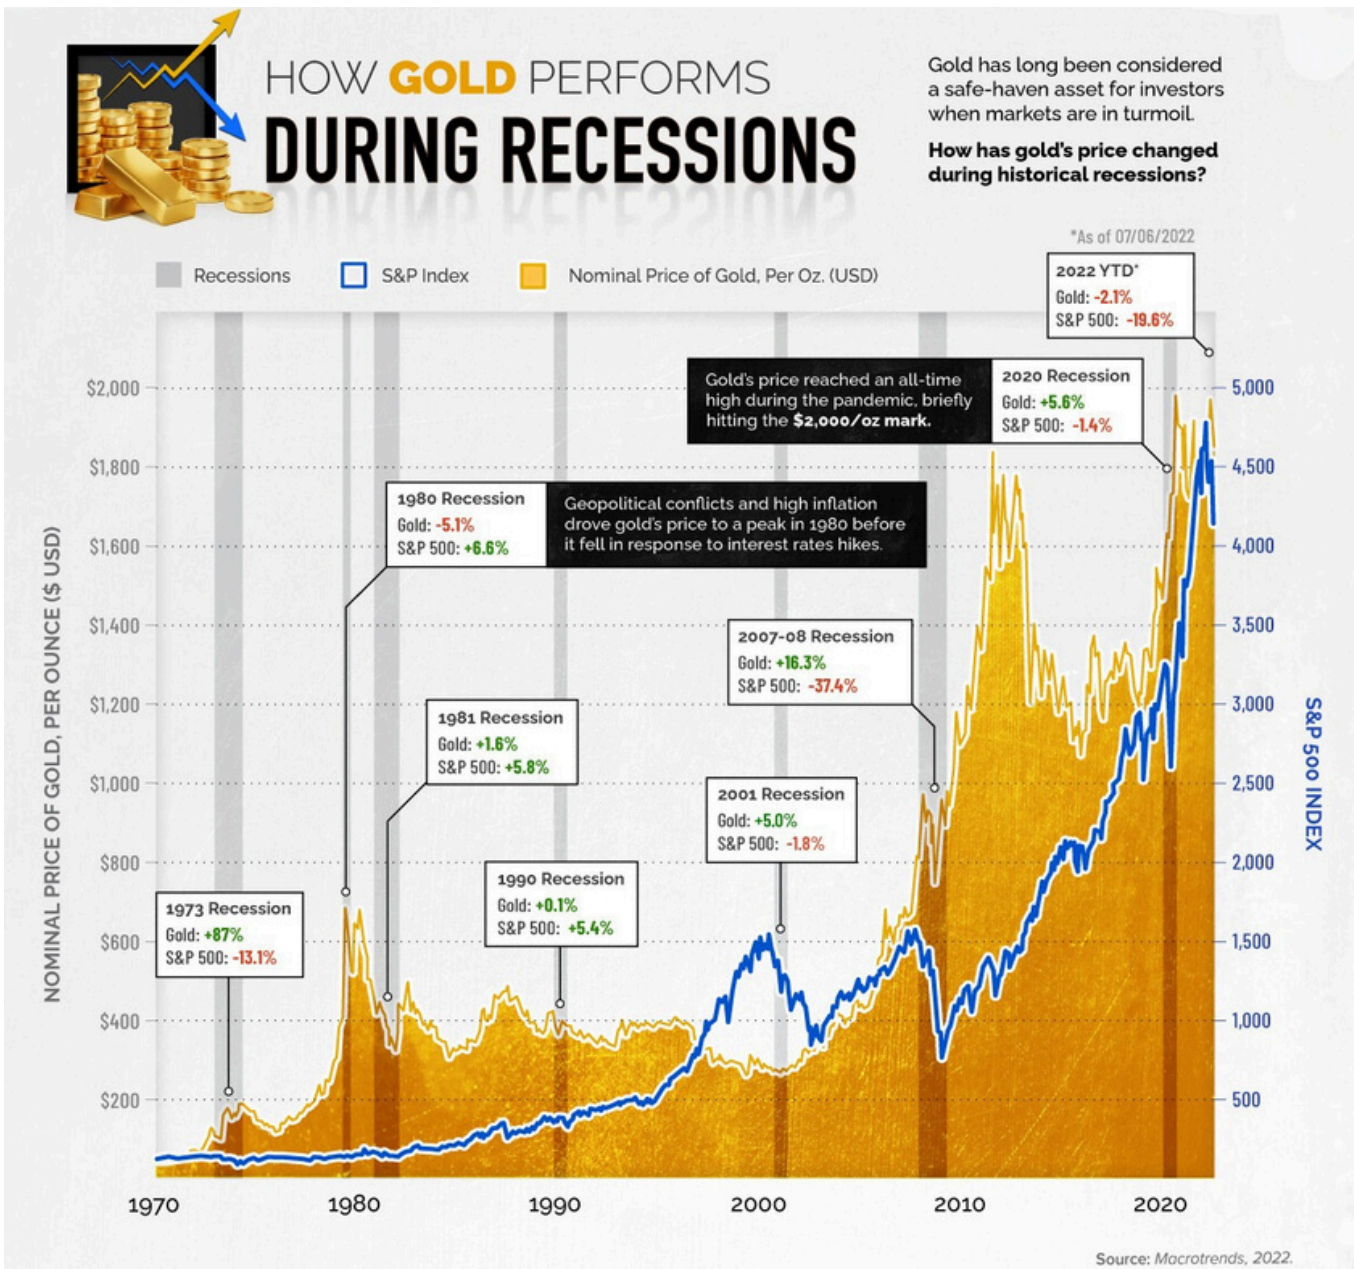 HOW GOLD PERFORMS
DURING RECESSIONS
Gold has long been considered
a safe-haven asset for investors
when markets are in turmoil.
How has gold's price changed
during historical recessions?
*As of 07/06/2022
Recessions
S&P Index
Nominal Price of Gold, Per Oz. (USD)
2022 YTD*
Gold: -2.1%
S&P 500: -19.6%
Gold's price reached an all-time
high during the pandemic, briefly
hitting the $2,000/oz mark.
2020 Recession
Gold: +5.6%
S&P 500: -1.4%
1980 Recession
Gold: -5.1%
S&P 500: +6.6%
Geopolitical conflicts and high inflation
drove gold's price to a peak in 1980 before
it fell in response to interest rates hikes.
2007-08 Recession
Gold: +16.3%
S&P 500: -37.4%
1981 Recession
Gold: +1.6%
S&P 500: +5.8%
2001 Recession
Gold: +5.0%
S&P 500: -1.8%
1990 Recession
Gold: +0.1%
S&P 500: +5.4%
1973 Recession
Gold: +87%
S&P 500: -13.1%
NOMINAL PRICE OF GOLD, PER OUNCE ($ USD)
$2,000
$1,800
$1,600
$1,400
$1,200
$1,000
$800
$600
$400
$200
5,000
4,500
4,000
3,500
3,000
2,500
2,000
1,500
1,000
500
S&P 500 INDEX
1970
1980
1990
2000
2010
2020
Source: Macrotrends, 2022.